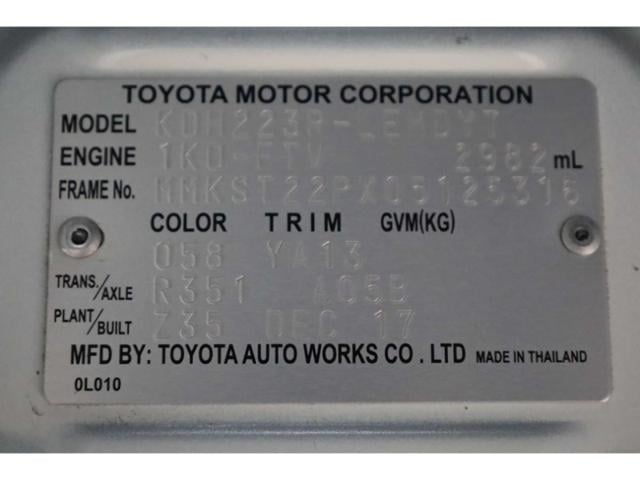 TOYOTA MOTOR CORPORATION
MODEL KDH223R-LEMDY7
ENGINE 1KD-FTV 2982 mL
FRAME No. MMKST22PX05125316
COLOR TRIM GVM(KG)
058 YA13
TRANS./AXLE R351 A05B
PLANT/BUILT Z35 DEC 17
MFD BY: TOYOTA AUTO WORKS CO . LTD MADE IN THAILAND
0L010